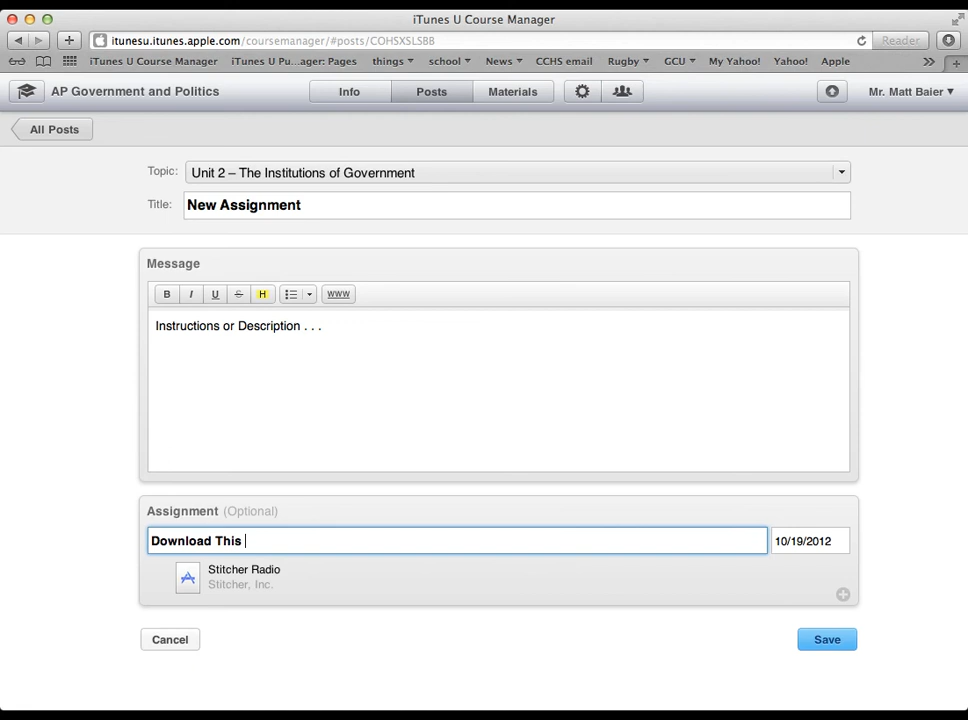 iTunes U Course Manager
itunesu.itunes.apple.com/coursemanager/#posts/COHSXSLSBB
Reader
iTunes U Course Manager iTunes U Pu...ager: Pages things school News CCHS email Rugby GCU My Yahoo! Yahoo! Apple
AP Government and Politics Info Posts Materials Mr. Matt Baier
All Posts
Topic: Unit 2 – The Institutions of Government
Title: New Assignment
Message
B I U S H www
Instructions or Description . . .
Assignment (Optional)
Download This 10/19/2012
Stitcher Radio
Stitcher, Inc.
Cancel Save